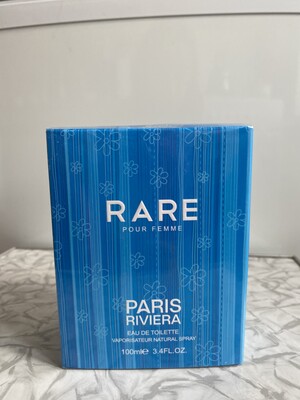 RARE
POUR FEMME
PARIS
RIVIERA
EAU DE TOILETTE
VAPORISATEUR NATURAL SPRAY
100ml℮ 3.4FL.OZ.